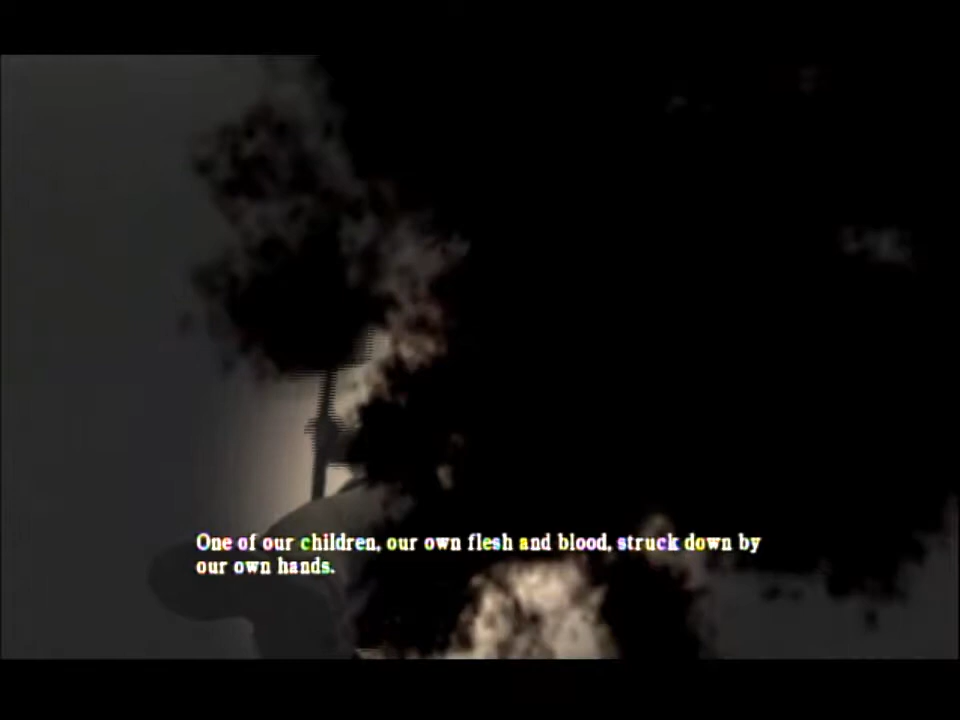 One of our children, our own flesh and blood, struck down by
our own hands.